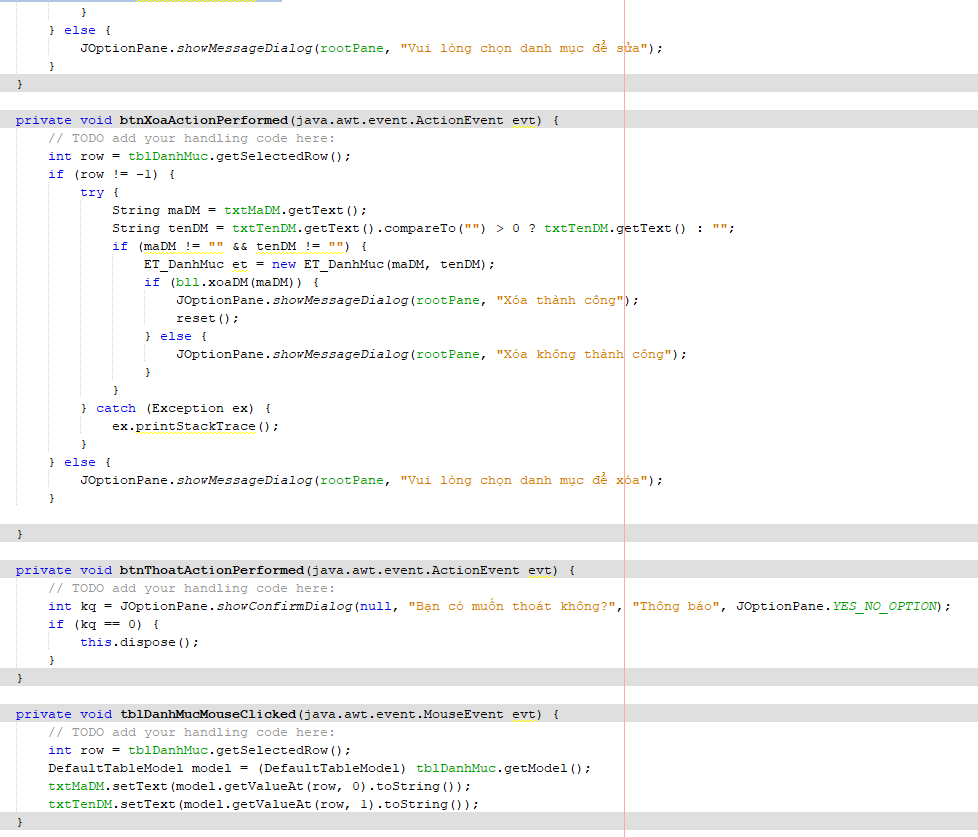 }
    } else {
        JOptionPane.showMessageDialog(rootPane, "Vui lòng chọn danh mục để sửa");
    }
}
private void btnXoaActionPerformed(java.awt.event.ActionEvent evt) {
    // TODO add your handling code here:
    int row = tblDanhMuc.getSelectedRow();
    if (row != -1) {
        try {
            String maDM = txtMaDM.getText();
            String tenDM = txtTenDM.getText().compareTo("") > 0 ? txtTenDM.getText() : "";
            if (maDM != "" && tenDM != "") {
                ET_DanhMuc et = new ET_DanhMuc(maDM, tenDM);
                if (bll.xoaDM(maDM)) {
                    JOptionPane.showMessageDialog(rootPane, "Xóa thành công");
                    reset();
                } else {
                    JOptionPane.showMessageDialog(rootPane, "Xóa không thành công");
                }
            }
        } catch (Exception ex) {
            ex.printStackTrace();
        }
    } else {
        JOptionPane.showMessageDialog(rootPane, "Vui lòng chọn danh mục để xóa");
    }
}
private void btnThoatActionPerformed(java.awt.event.ActionEvent evt) {
    // TODO add your handling code here:
    int kq = JOptionPane.showConfirmDialog(null, "Bạn có muốn thoát không?", "Thông báo", JOptionPane.YES_NO_OPTION);
    if (kq == 0) {
        this.dispose();
    }
}
private void tblDanhMucMouseClicked(java.awt.event.MouseEvent evt) {
    // TODO add your handling code here:
    int row = tblDanhMuc.getSelectedRow();
    DefaultTableModel model = (DefaultTableModel) tblDanhMuc.getModel();
    txtMaDM.setText(model.getValueAt(row, 0).toString());
    txtTenDM.setText(model.getValueAt(row, 1).toString());
}